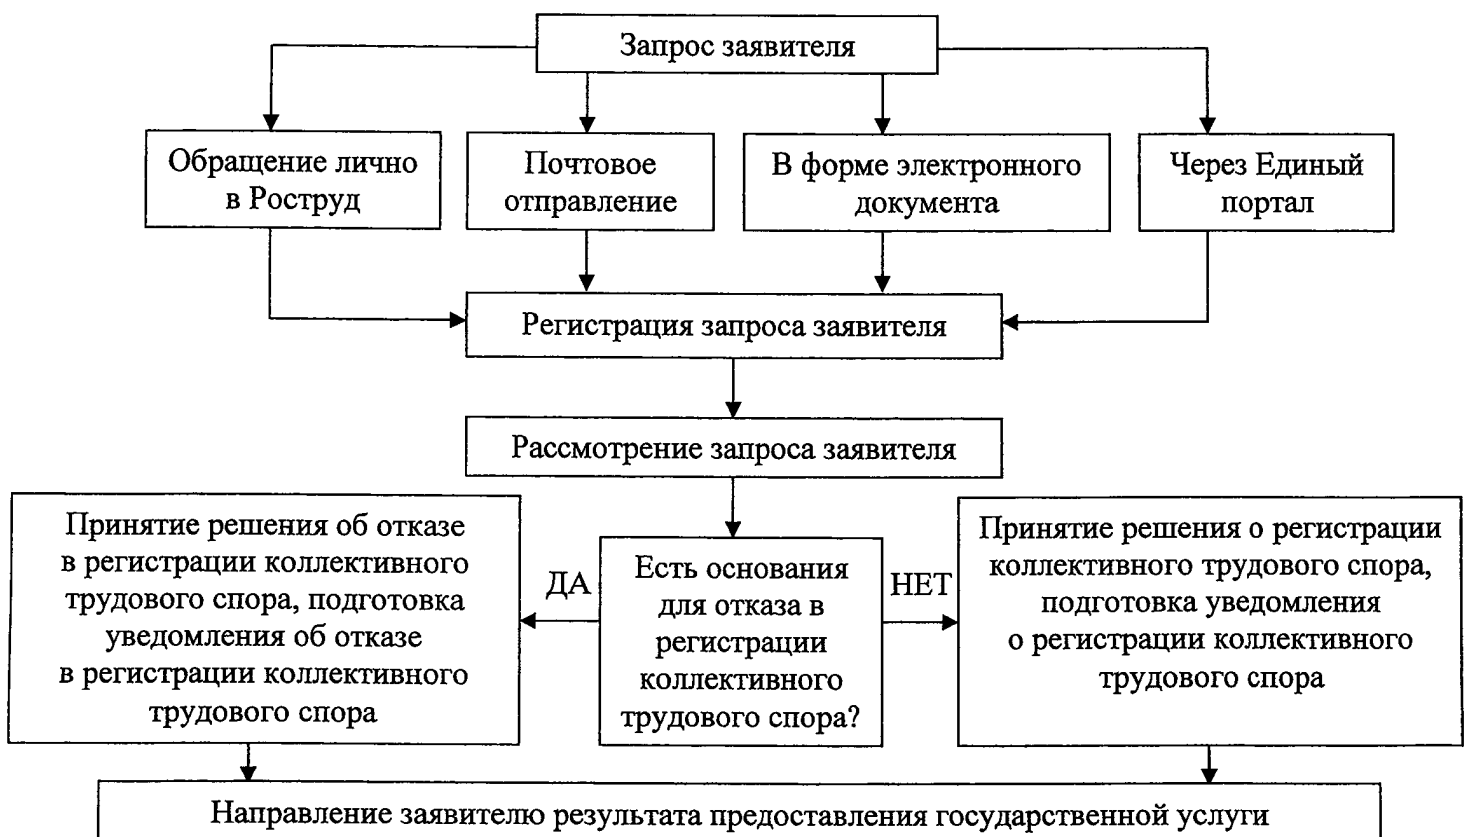 Запрос заявителя
Обращение лично
в Роструд
Почтовое
отправление
В форме электронного
документа
Через Единый
портал
Регистрация запроса заявителя
Рассмотрение запроса заявителя
Принятие решения об отказе
в регистрации коллективного
трудового спора, подготовка
уведомления об отказе
в регистрации коллективного
трудового спора
ДА
Есть основания
для отказа в
регистрации
коллективного
трудового спора?
НЕТ
Принятие решения о регистрации
коллективного трудового спора,
подготовка уведомления
о регистрации коллективного
трудового спора
Направление заявителю результата предоставления государственной услуги